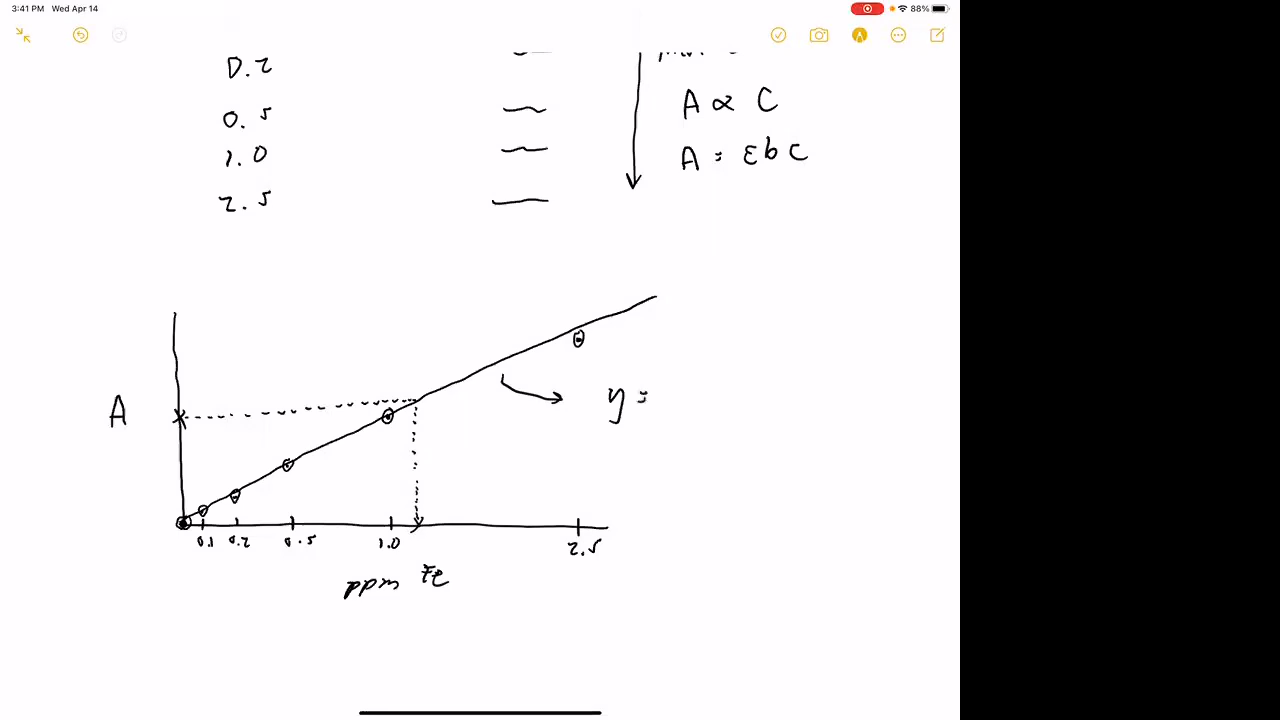 3:41 PM Wed Apr 14
88%
0.2
0.5
1.0
2.5
A ∝ C
A = εbc
A
y =
0.1 0.2 0.5 1.0 2.5
ppm Fe